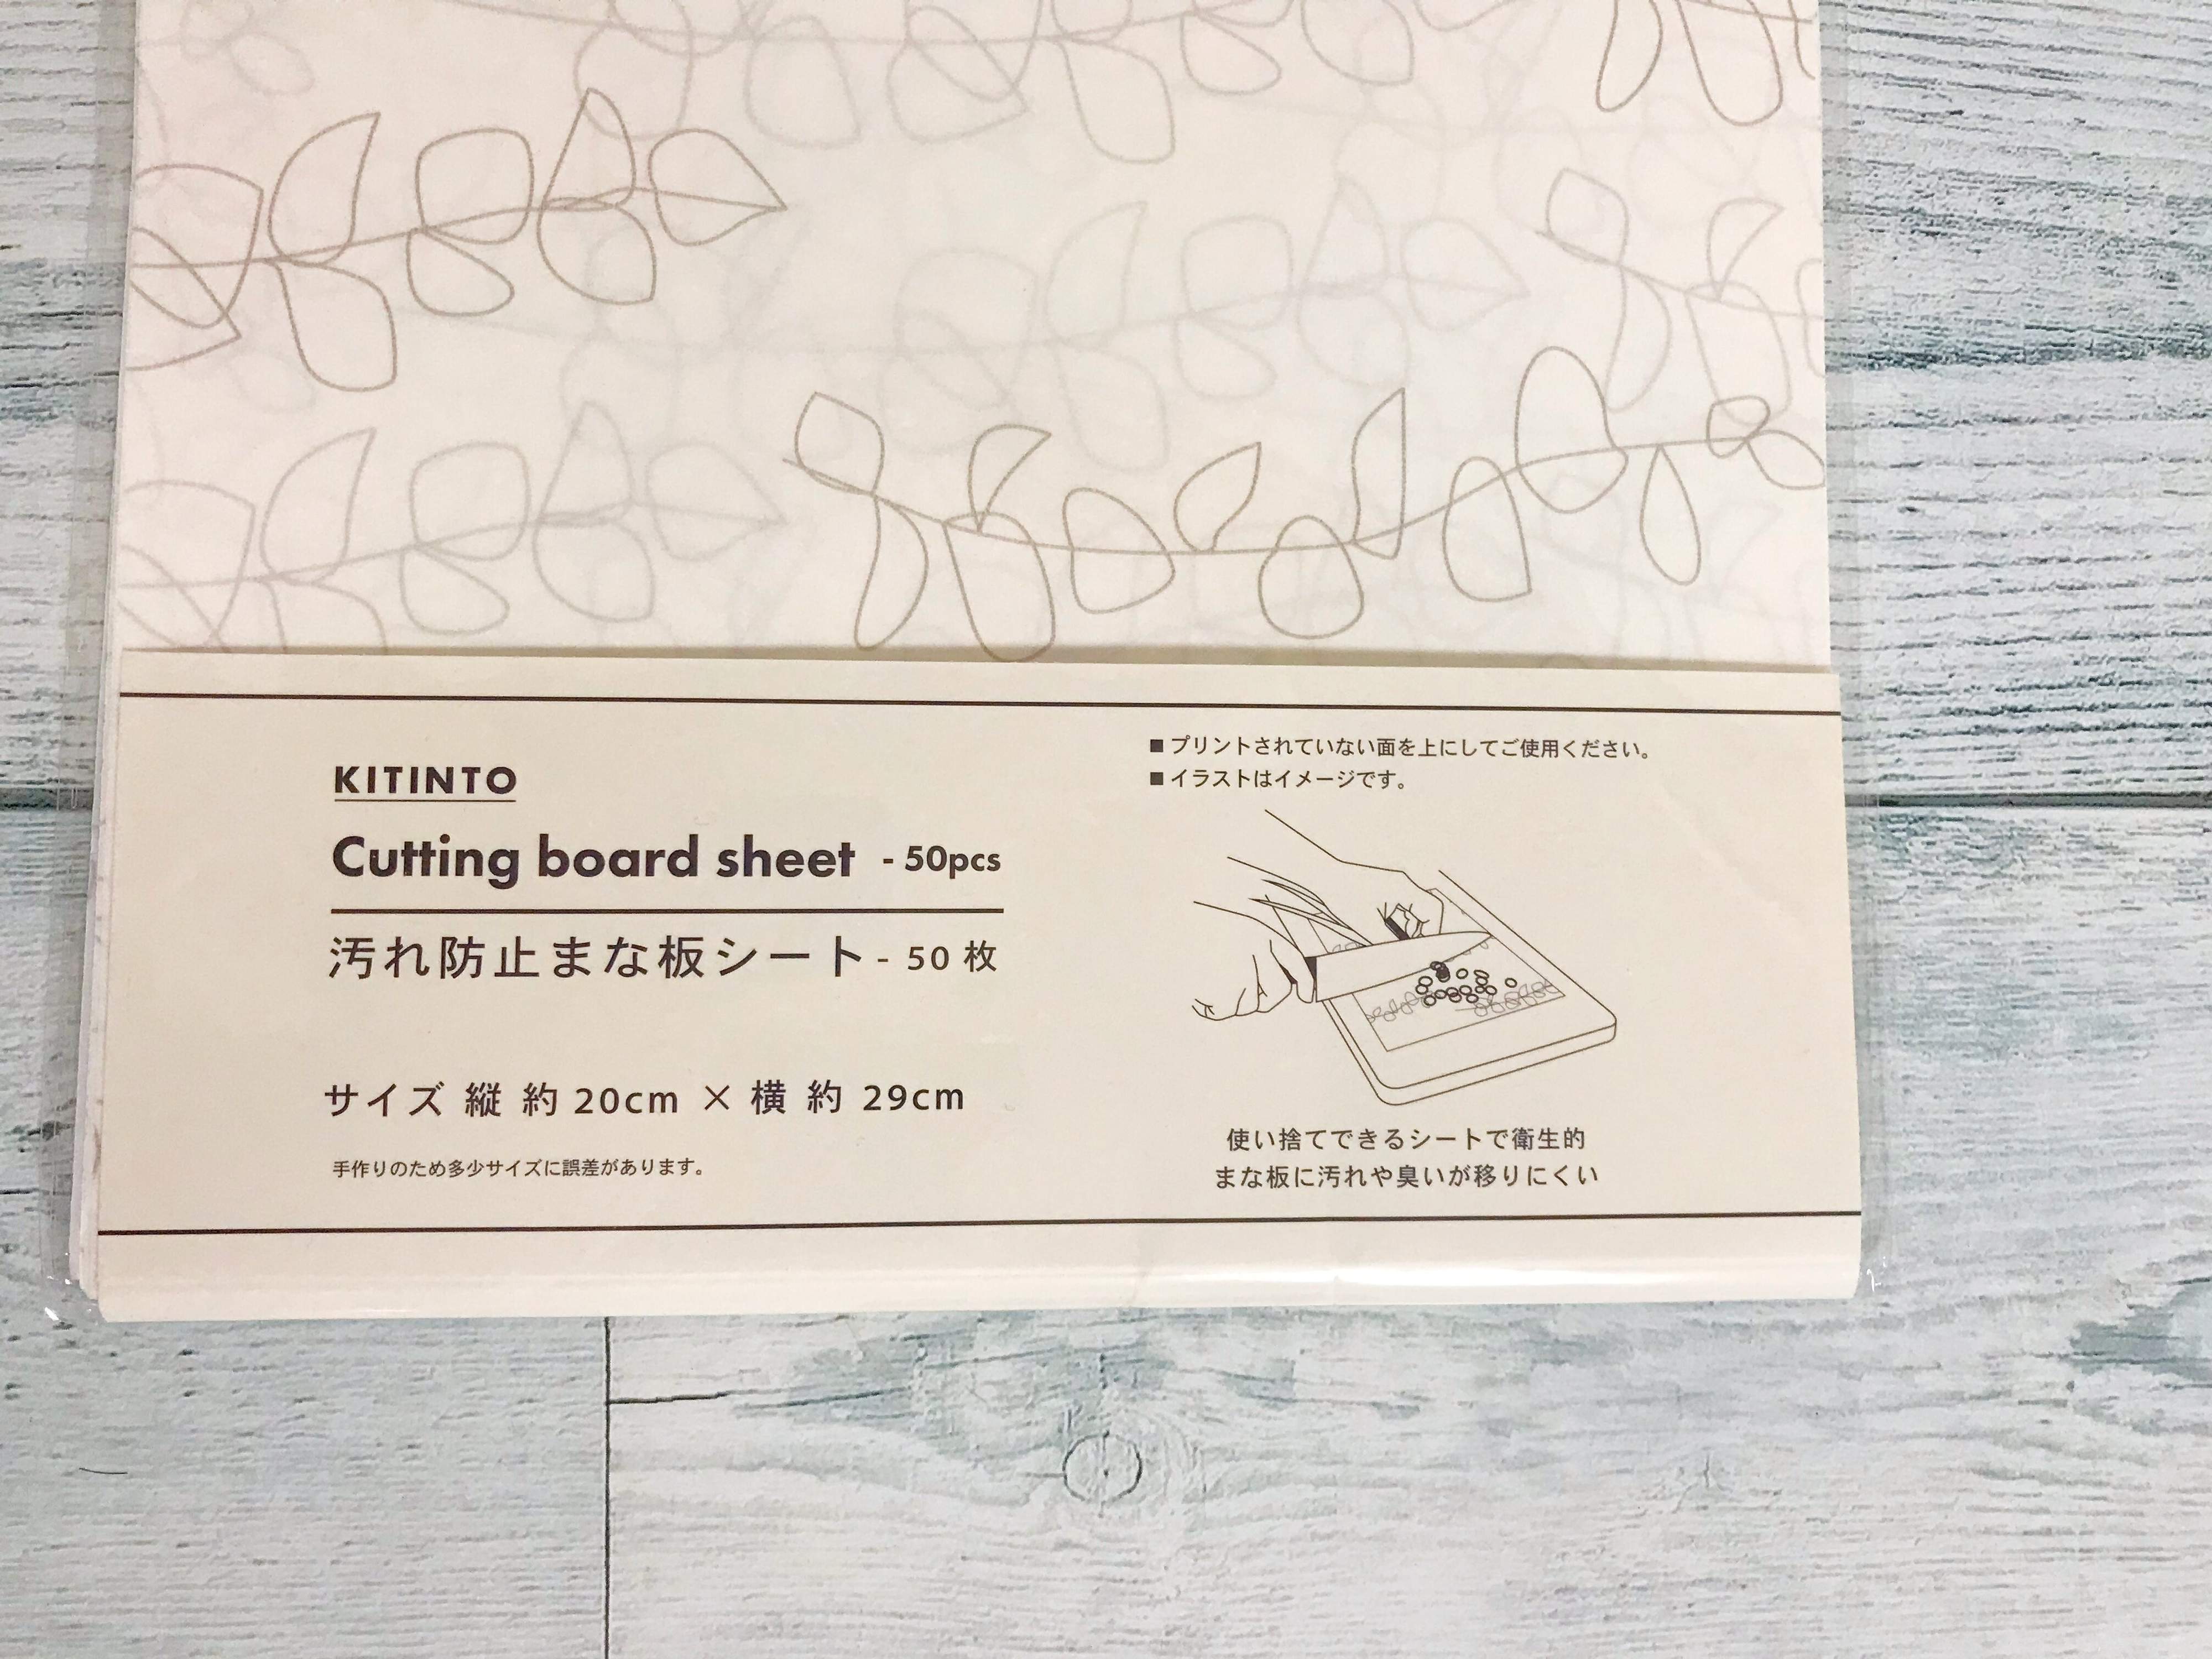 KITINTO
Cutting board sheet - 50pcs
汚れ防止まな板シート - 50 枚
サイズ 縦 約 20cm × 横 約 29cm
手作りのため多少サイズに誤差があります。
■ プリントされていない面を上にしてご使用ください。
■ イラストはイメージです。
使い捨てできるシートで衛生的
まな板に汚れや臭いが移りにくい